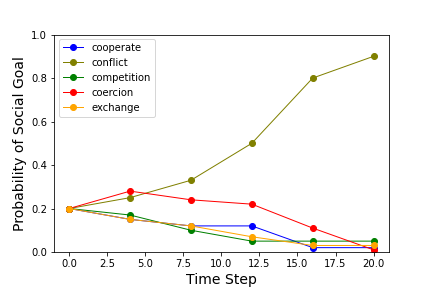 1.0
0.8
0.6
0.4
0.2
0.0
Probability of Social Goal
cooperate
conflict
competition
coercion
exchange
0.0 2.5 5.0 7.5 10.0 12.5 15.0 17.5 20.0
Time Step